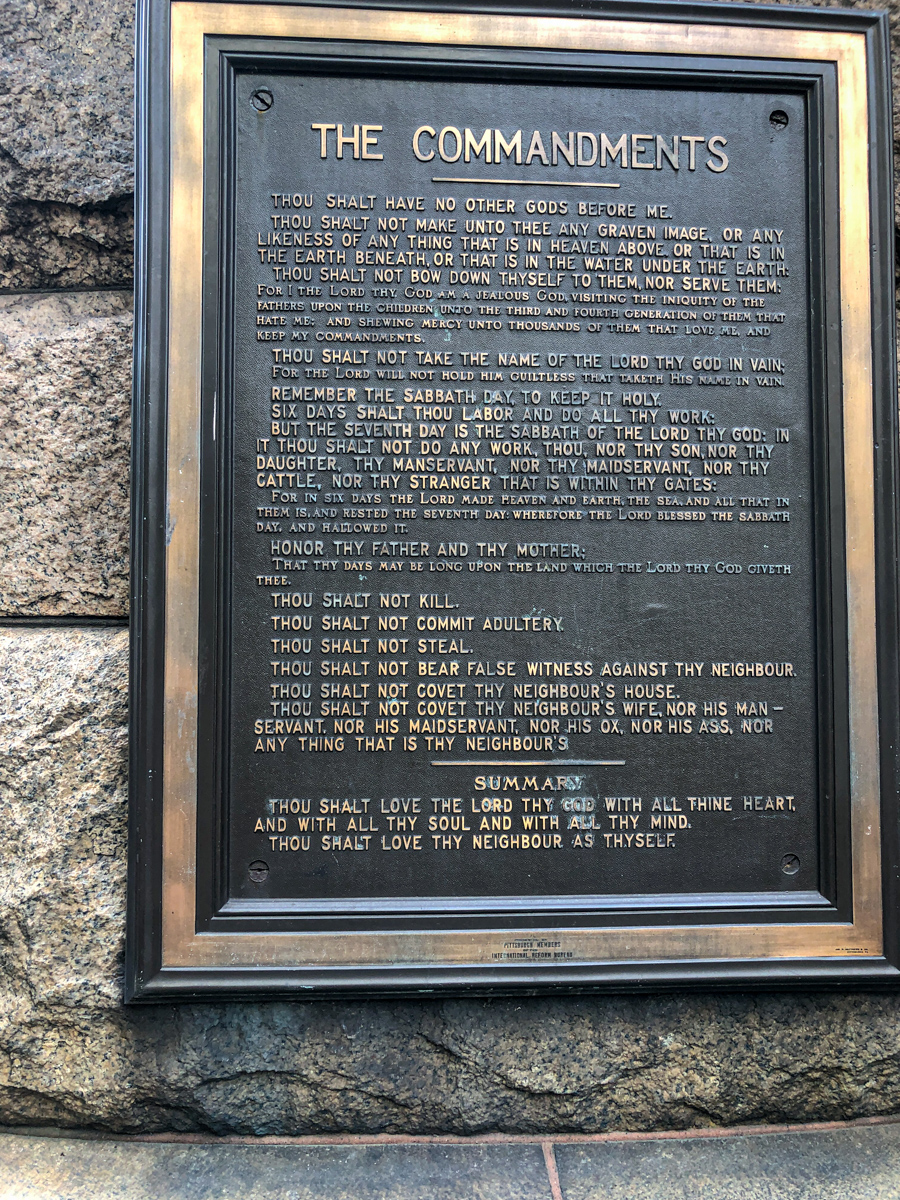 THE COMMANDMENTS
THOU SHALT HAVE NO OTHER GODS BEFORE ME.
THOU SHALT NOT MAKE UNTO THEE ANY GRAVEN IMAGE, OR ANY
LIKENESS OF ANY THING THAT IS IN HEAVEN ABOVE, OR THAT IS IN
THE EARTH BENEATH, OR THAT IS IN THE WATER UNDER THE EARTH:
THOU SHALT NOT BOW DOWN THYSELF TO THEM, NOR SERVE THEM:
FOR I THE LORD THY GOD AM A JEALOUS GOD, VISITING THE INIQUITY OF THE
FATHERS UPON THE CHILDREN UNTO THE THIRD AND FOURTH GENERATION OF THEM THAT
HATE ME; AND SHEWING MERCY UNTO THOUSANDS OF THEM THAT LOVE ME, AND
KEEP MY COMMANDMENTS.
THOU SHALT NOT TAKE THE NAME OF THE LORD THY GOD IN VAIN;
FOR THE LORD WILL NOT HOLD HIM GUILTLESS THAT TAKETH HIS NAME IN VAIN.
REMEMBER THE SABBATH DAY, TO KEEP IT HOLY.
SIX DAYS SHALT THOU LABOR AND DO ALL THY WORK:
BUT THE SEVENTH DAY IS THE SABBATH OF THE LORD THY GOD: IN
IT THOU SHALT NOT DO ANY WORK, THOU, NOR THY SON, NOR THY
DAUGHTER, THY MANSERVANT, NOR THY MAIDSERVANT, NOR THY
CATTLE, NOR THY STRANGER THAT IS WITHIN THY GATES:
FOR IN SIX DAYS THE LORD MADE HEAVEN AND EARTH, THE SEA, AND ALL THAT IN
THEM IS, AND RESTED THE SEVENTH DAY: WHEREFORE THE LORD BLESSED THE SABBATH
DAY, AND HALLOWED IT.
HONOR THY FATHER AND THY MOTHER;
THAT THY DAYS MAY BE LONG UPON THE LAND WHICH THE LORD THY GOD GIVETH
THEE.
THOU SHALT NOT KILL.
THOU SHALT NOT COMMIT ADULTERY.
THOU SHALT NOT STEAL.
THOU SHALT NOT BEAR FALSE WITNESS AGAINST THY NEIGHBOUR.
THOU SHALT NOT COVET THY NEIGHBOUR'S HOUSE.
THOU SHALT NOT COVET THY NEIGHBOUR'S WIFE, NOR HIS MAN-
SERVANT, NOR HIS MAIDSERVANT, NOR HIS OX, NOR HIS ASS, NOR
ANY THING THAT IS THY NEIGHBOUR'S
SUMMARY
THOU SHALT LOVE THE LORD THY GOD WITH ALL THINE HEART,
AND WITH ALL THY SOUL AND WITH ALL THY MIND.
THOU SHALT LOVE THY NEIGHBOUR AS THYSELF.
PITTSBURGH MEMBERS
INTERNATIONAL REFORM BUREAU